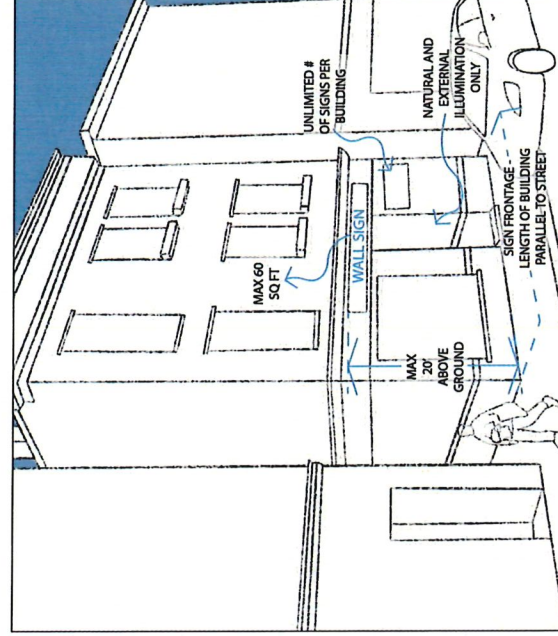 UNLIMITED #
OF SIGNS PER
BUILDING
NATURAL AND
EXTERNAL
ILLUMINATION
ONLY
MAX 60
SQ FT
WALL SIGN
MAX
20'
ABOVE
GROUND
SIGN FRONTAGE -
LENGTH OF BUILDING
PARALLEL TO STREET